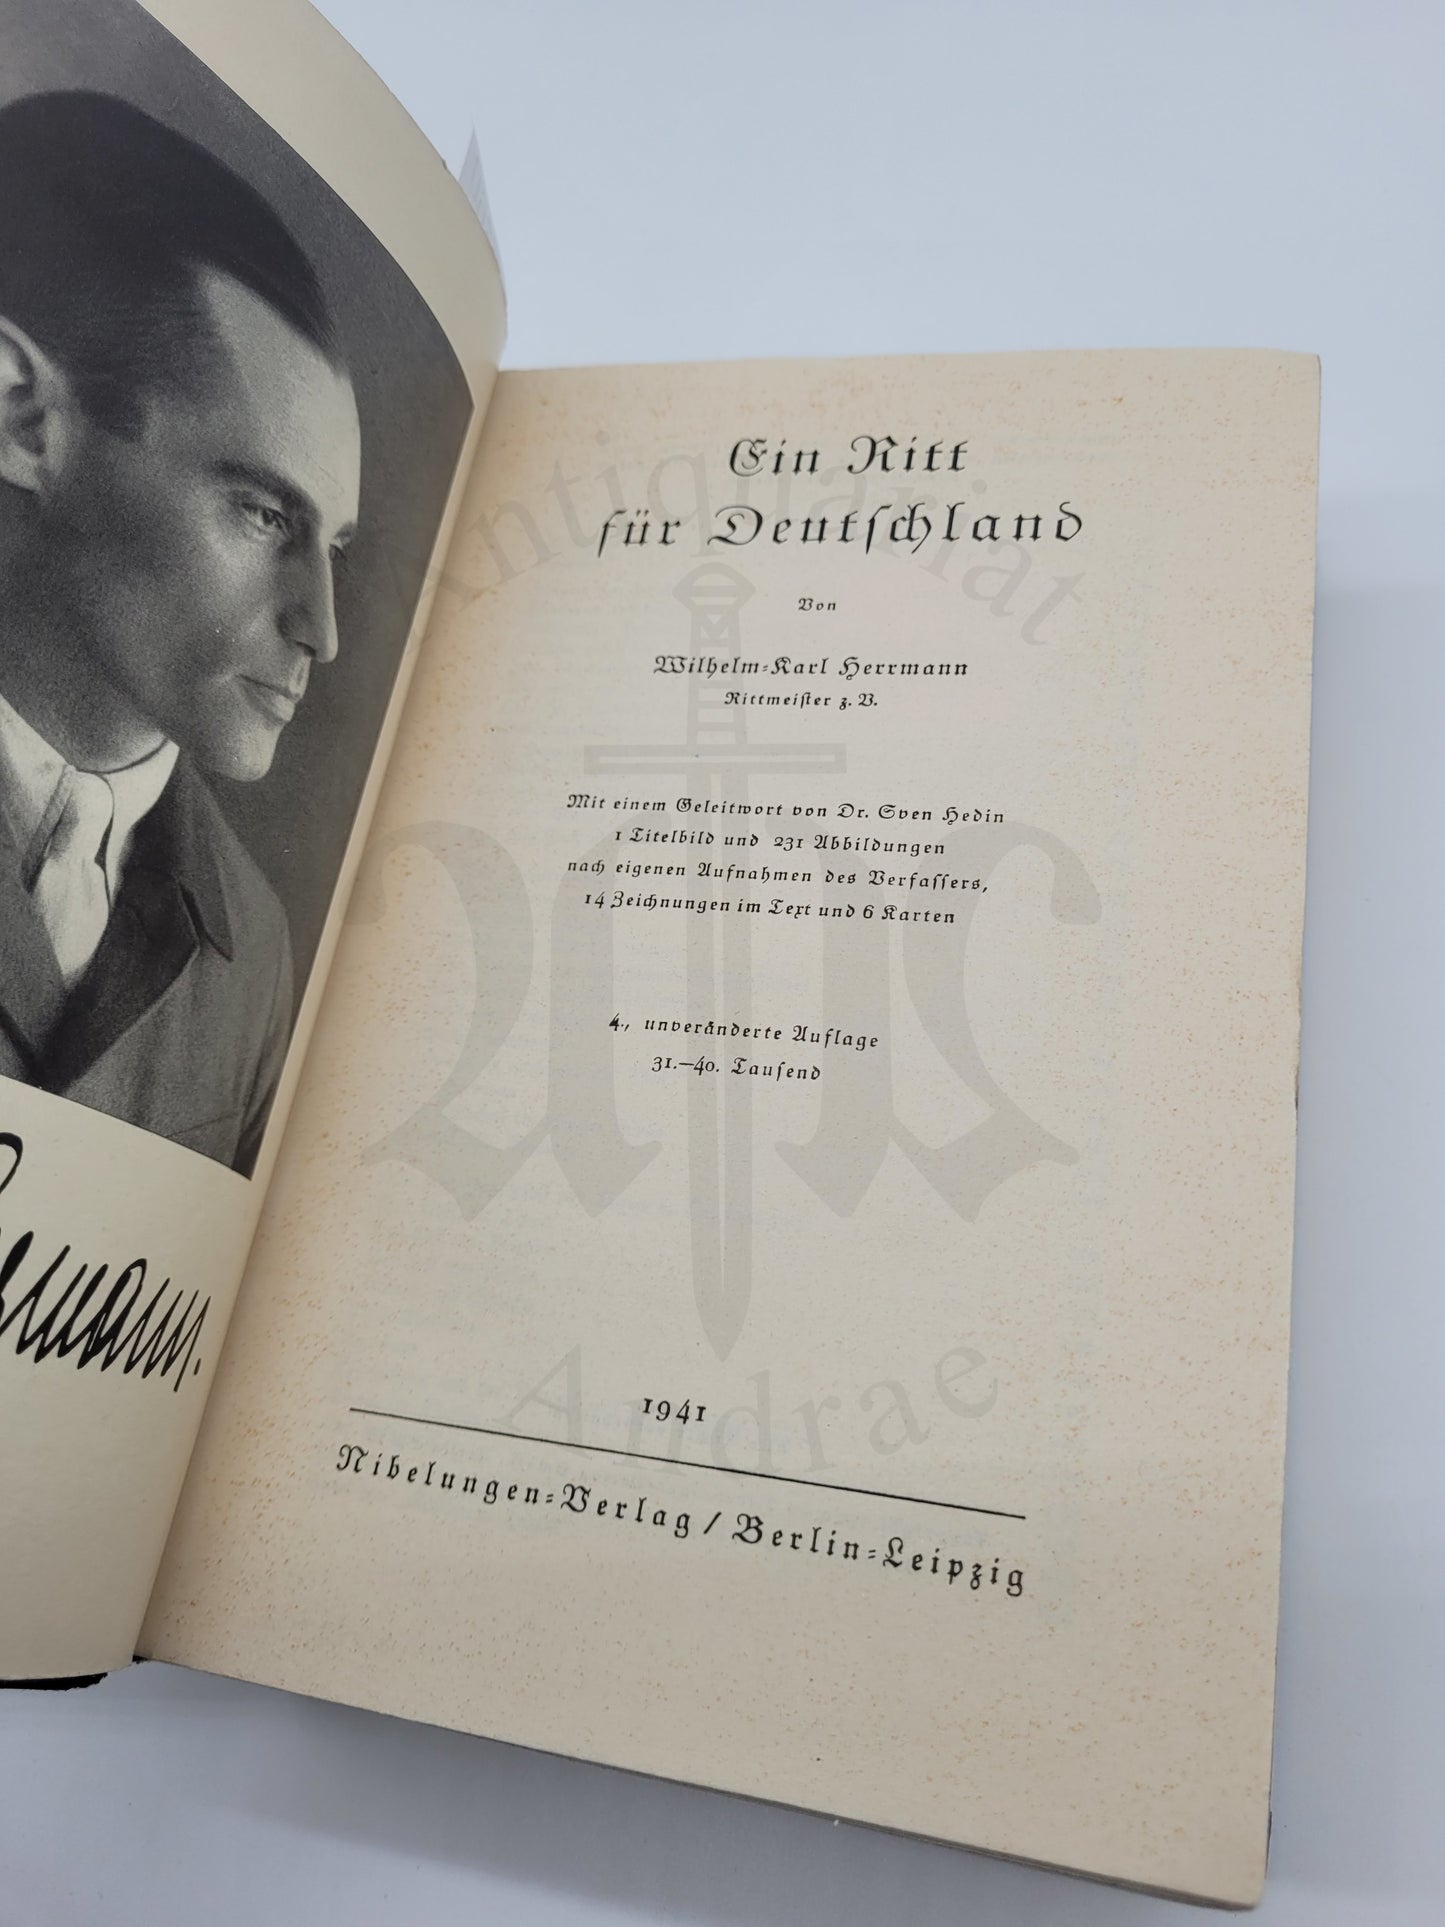 Ein Ritt
für Deutschland
Von
Wilhelm-Karl Herrmann
Rittmeister z. V.
Mit einem Geleitwort von Dr. Sven Hedin
1 Titelbild und 231 Abbildungen
nach eigenen Aufnahmen des Verfassers,
14 Zeichnungen im Text und 6 Karten
4., unveränderte Auflage
31.—40. Tausend
1941
Nibelungen-Verlag / Berlin-Leipzig
Antiquariat
Andrae